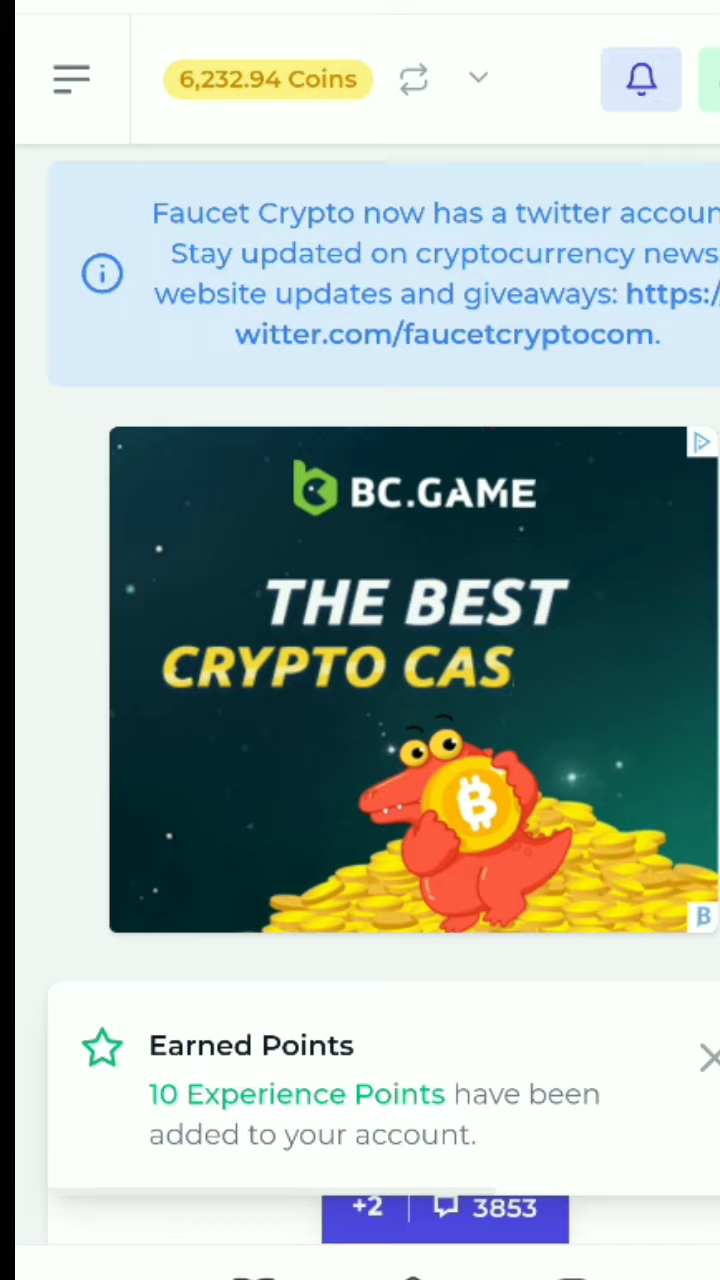 6,232.94 Coins
Faucet Crypto now has a twitter accoun
Stay updated on cryptocurrency news
website updates and giveaways: https:/
witter.com/faucetcryptocom.
BC.GAME
THE BEST
CRYPTO CAS
B
Earned Points
10 Experience Points have been
added to your account.
+2 3853